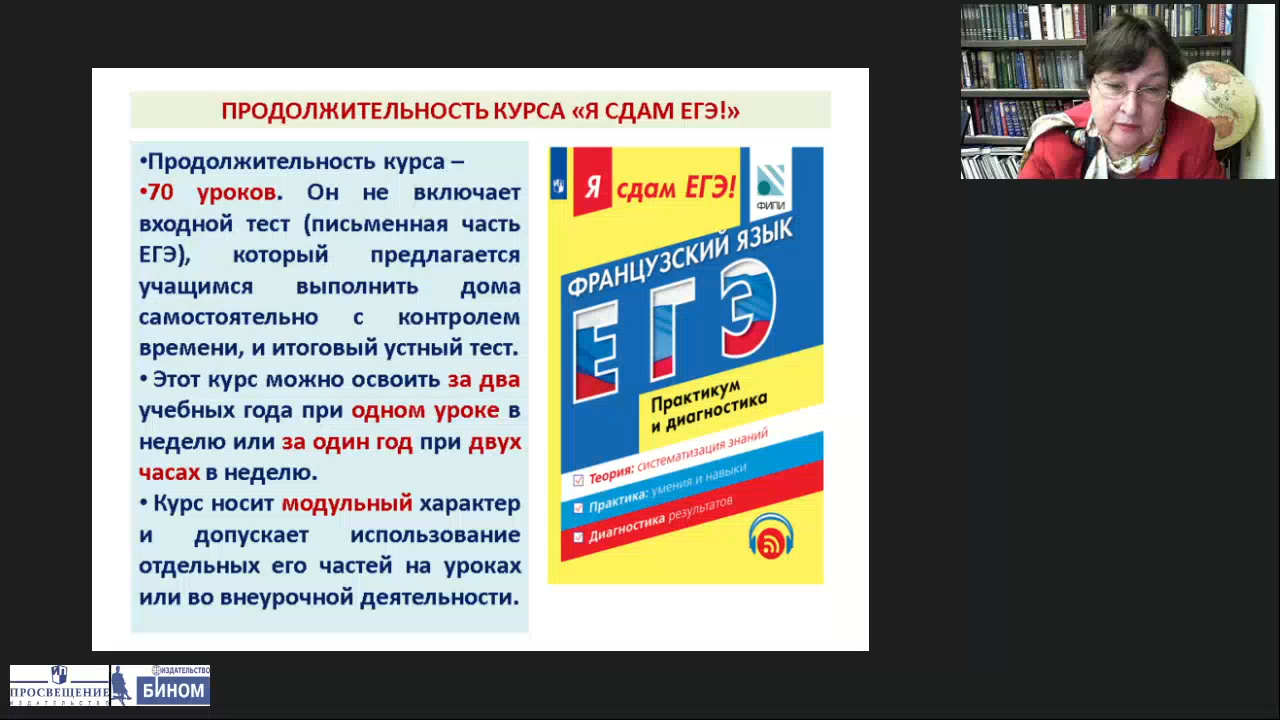 ПРОДОЛЖИТЕЛЬНОСТЬ КУРСА «Я СДАМ ЕГЭ!»
•Продолжительность курса –
•70 уроков. Он не включает
входной тест (письменная часть
ЕГЭ), который предлагается
учащимся выполнить дома
самостоятельно с контролем
времени, и итоговый устный тест.
• Этот курс можно освоить за два
учебных года при одном уроке в
неделю или за один год при двух
часах в неделю.
• Курс носит модульный характер
и допускает использование
отдельных его частей на уроках
или во внеурочной деятельности.
Я сдам ЕГЭ!
ФИПИ
ФРАНЦУЗСКИЙ ЯЗЫК
ЕГЭ
Практикум
и диагностика
Теория: систематизация знаний
Практика: умения и навыки
Диагностика результатов
ПРОСВЕЩЕНИЕ
ИЗДАТЕЛЬСТВО
ИЗДАТЕЛЬСТВО
БИНОМ